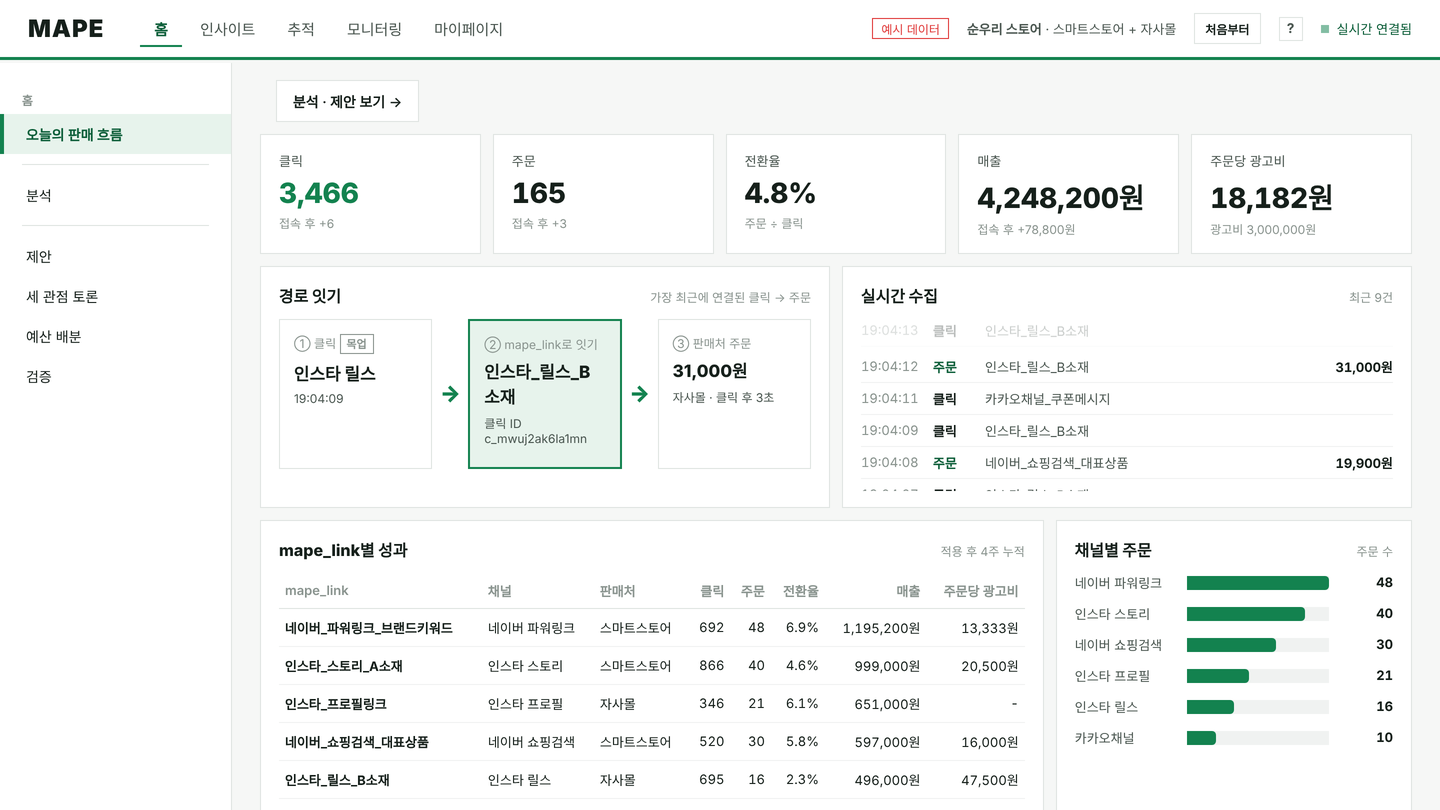 MAPE
홈
인사이트
추적
모니터링
마이페이지
예시 데이터
순우리 스토어 · 스마트스토어 + 자사몰
처음부터
?
실시간 연결됨
홈
오늘의 판매 흐름
분석
제안
세 관점 토론
예산 배분
검증
분석 · 제안 보기 →
클릭
3,466
접속 후 +6
주문
165
접속 후 +3
전환율
4.8%
주문 ÷ 클릭
매출
4,248,200원
접속 후 +78,800원
주문당 광고비
18,182원
광고비 3,000,000원
경로 잇기
가장 최근에 연결된 클릭 → 주문
① 클릭 목업
인스타 릴스
19:04:09
→
② mape_link로 잇기
인스타_릴스_B
소재
클릭 ID
c_mwuj2ak6la1mn
→
③ 판매처 주문
31,000원
자사몰 · 클릭 후 3초
실시간 수집
최근 9건
19:04:13 클릭 인스타_릴스_B소재
19:04:12 주문 인스타_릴스_B소재 31,000원
19:04:11 클릭 카카오채널_쿠폰메시지
19:04:09 클릭 인스타_릴스_B소재
19:04:08 주문 네이버_쇼핑검색_대표상품 19,900원
mape_link별 성과
적용 후 4주 누적
mape_link 채널 판매처 클릭 주문 전환율 매출 주문당 광고비
네이버_파워링크_브랜드키워드 네이버 파워링크 스마트스토어 692 48 6.9% 1,195,200원 13,333원
인스타_스토리_A소재 인스타 스토리 스마트스토어 866 40 4.6% 999,000원 20,500원
인스타_프로필링크 인스타 프로필 자사몰 346 21 6.1% 651,000원 -
네이버_쇼핑검색_대표상품 네이버 쇼핑검색 스마트스토어 520 30 5.8% 597,000원 16,000원
인스타_릴스_B소재 인스타 릴스 자사몰 695 16 2.3% 496,000원 47,500원
채널별 주문
주문 수
네이버 파워링크 48
인스타 스토리 40
네이버 쇼핑검색 30
인스타 프로필 21
인스타 릴스 16
카카오채널 10